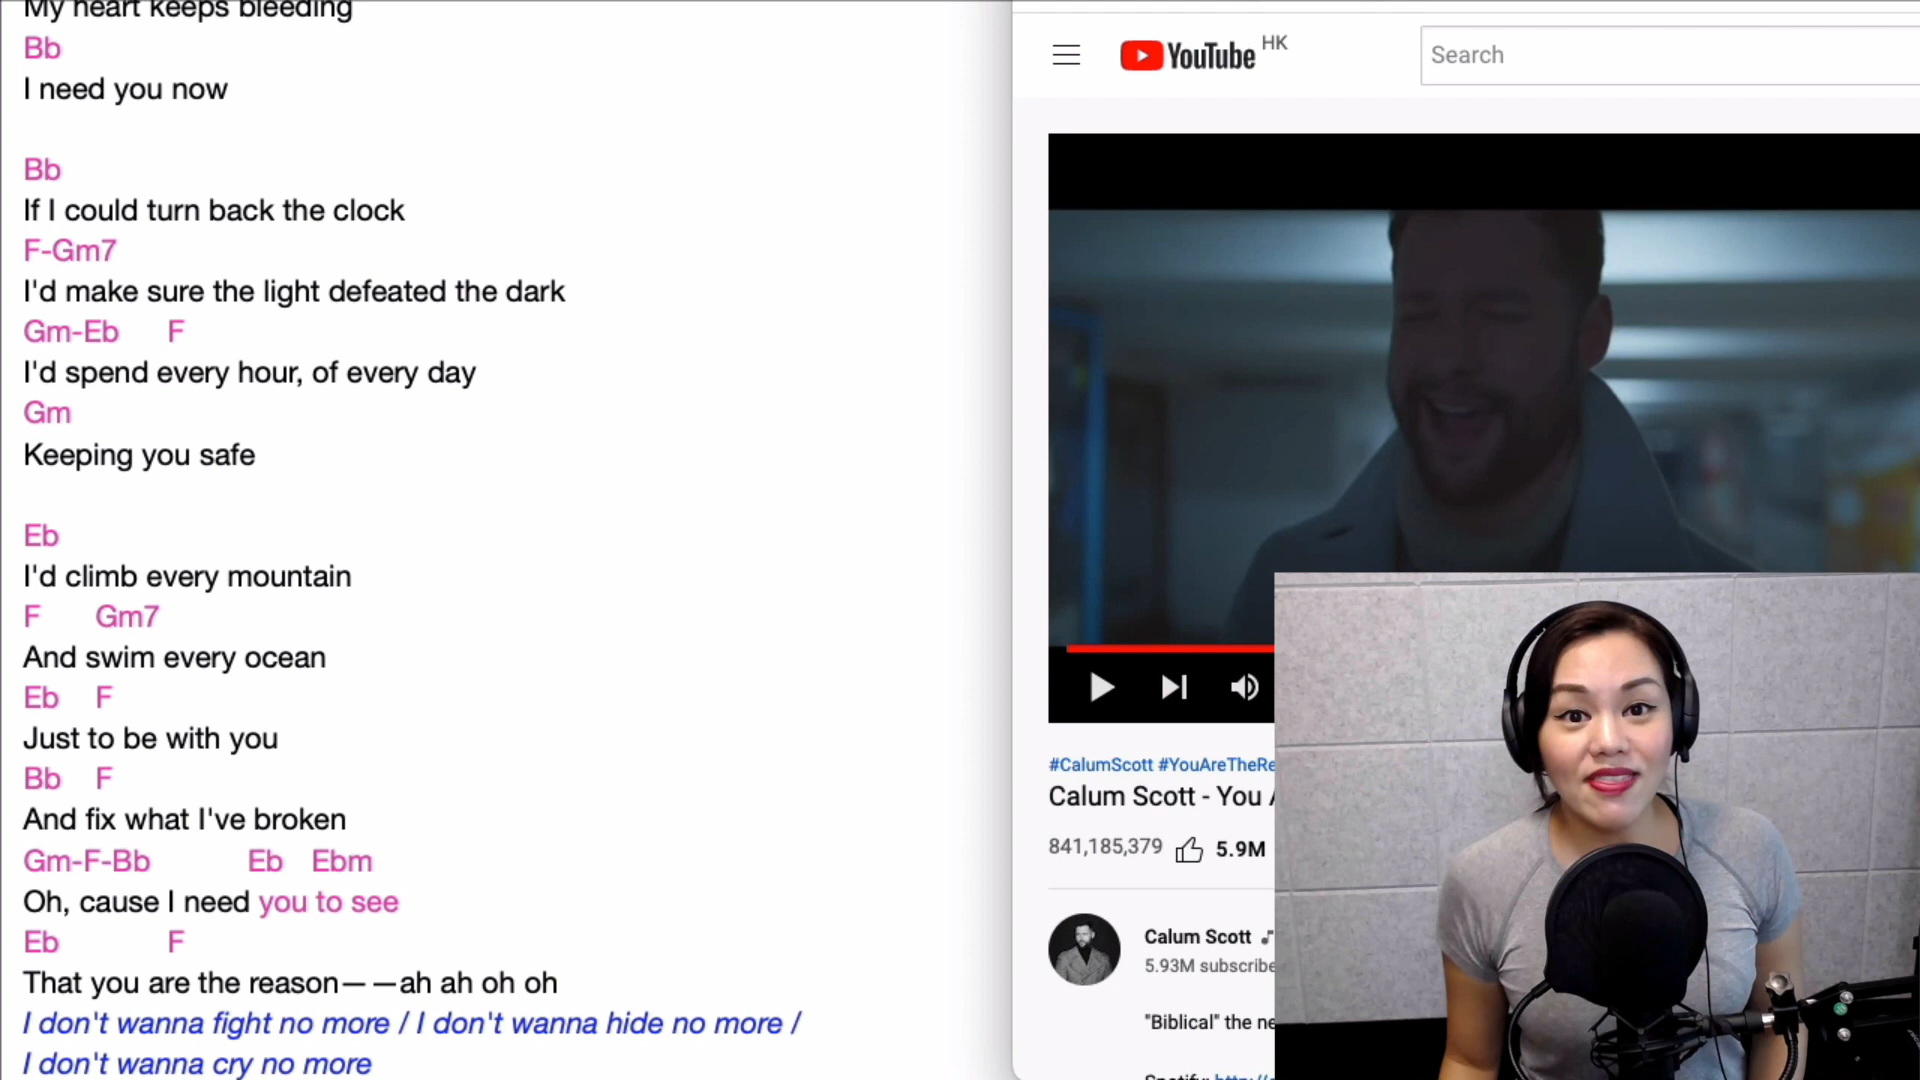 My heart keeps bleeding
Bb
I need you now
Bb
If I could turn back the clock
F-Gm7
I'd make sure the light defeated the dark
Gm-Eb F
I'd spend every hour, of every day
Gm
Keeping you safe
Eb
I'd climb every mountain
F Gm7
And swim every ocean
Eb F
Just to be with you
Bb F
And fix what I've broken
Gm-F-Bb Eb Ebm
Oh, cause I need you to see
Eb F
That you are the reason— —ah ah oh oh
I don't wanna fight no more / I don't wanna hide no more /
I don't wanna cry no more
YouTube HK
Search
#CalumScott #YouAreTheRe
Calum Scott - You
841,185,379 5.9M
Calum Scott
5.93M subscribe
"Biblical" the ne